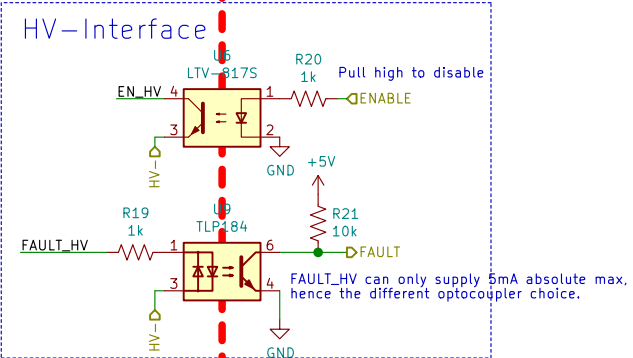 HV-Interface
U6
LTV-817S
R20
1k
Pull high to disable
EN_HV
4
1
ENABLE
3
2
HV-
GND
+5V
R19
1k
U9
TLP184
R21
10k
FAULT_HV
1
6
FAULT
3
4
FAULT_HV can only supply 5mA absolute max,
hence the different optocoupler choice.
HV-
GND